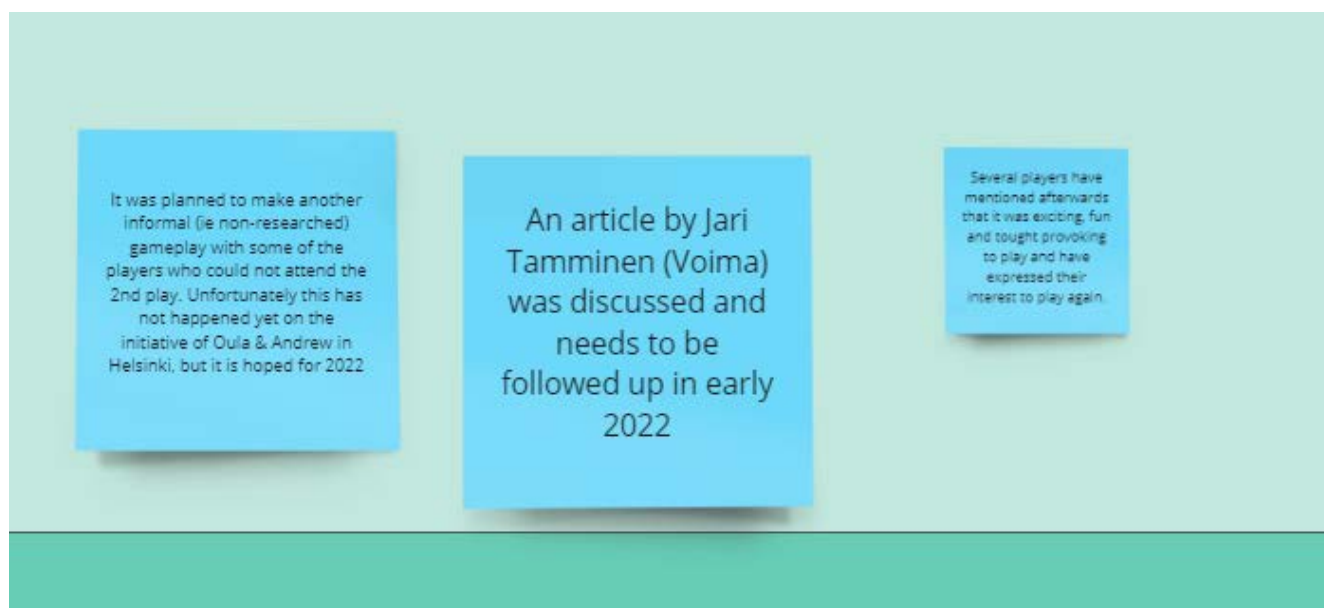 It was planned to make another
informal (ie non-researched)
gameplay with some of the
players who could not attend the
2nd play. Unfortunately this has
not happened yet on the
initiative of Oula & Andrew in
Helsinki, but it is hoped for 2022
An article by Jari
Tamminen (Voima)
was discussed and
needs to be
followed up in early
2022
Several players have
mentioned afterwards
that it was exciting, fun
and tought provoking
to play and have
expressed their
interest to play again.